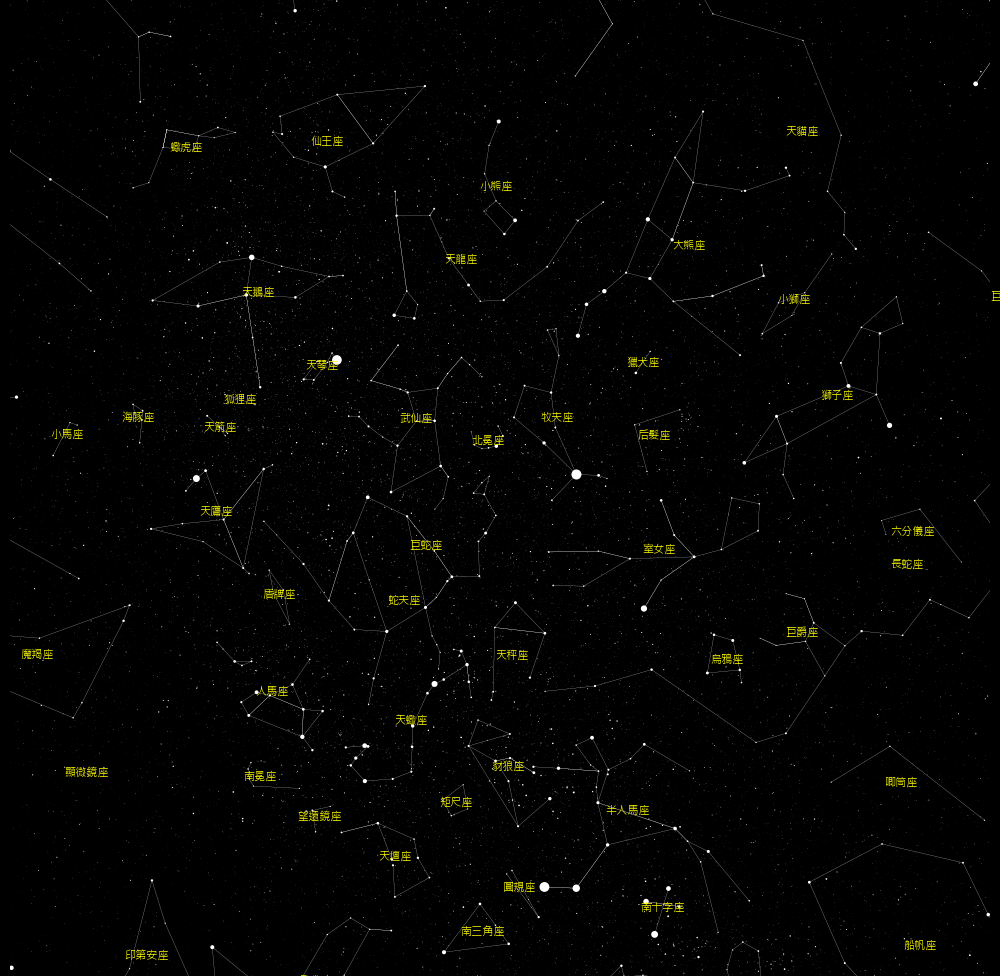 天貓座
仙王座
蠍虎座
小熊座
大熊座
天龍座
天鵝座
小獅座
巨
獵犬座
天琴座
獅子座
狐狸座
海豚座
武仙座
牧夫座
天箭座
小馬座
后髮座
北冕座
天鷹座
六分儀座
巨蛇座
室女座
長蛇座
盾牌座
蛇夫座
巨爵座
魔羯座
天秤座
烏鴉座
人馬座
天蠍座
豺狼座
顯微鏡座
南冕座
唧筒座
矩尺座
半人馬座
望遠鏡座
天壇座
圓規座
南十字座
南三角座
船帆座
印第安座